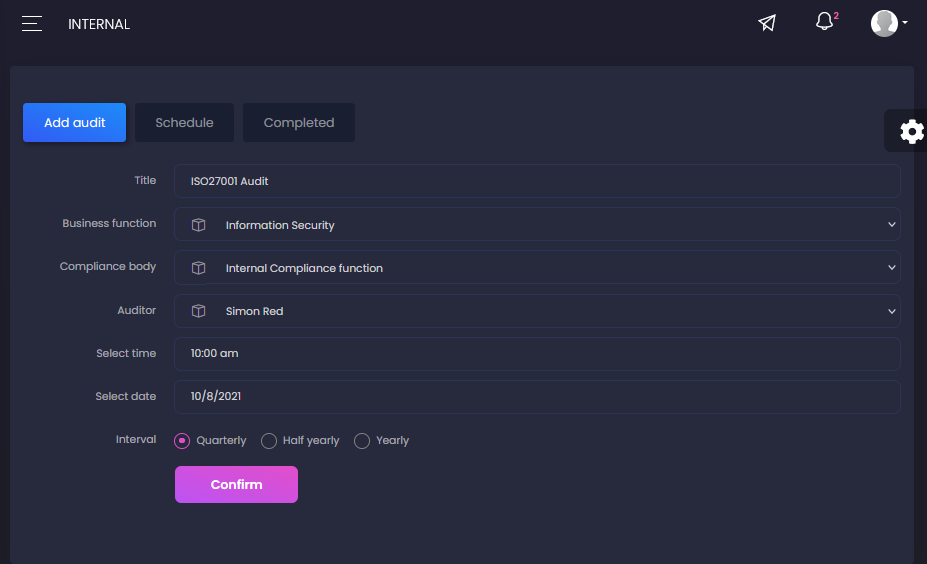 INTERNAL
2
Add audit Schedule Completed
Title ISO27001 Audit
Business function Information Security
Compliance body Internal Compliance function
Auditor Simon Red
Select time 10:00 am
Select date 10/8/2021
Interval Quarterly Half yearly Yearly
Confirm